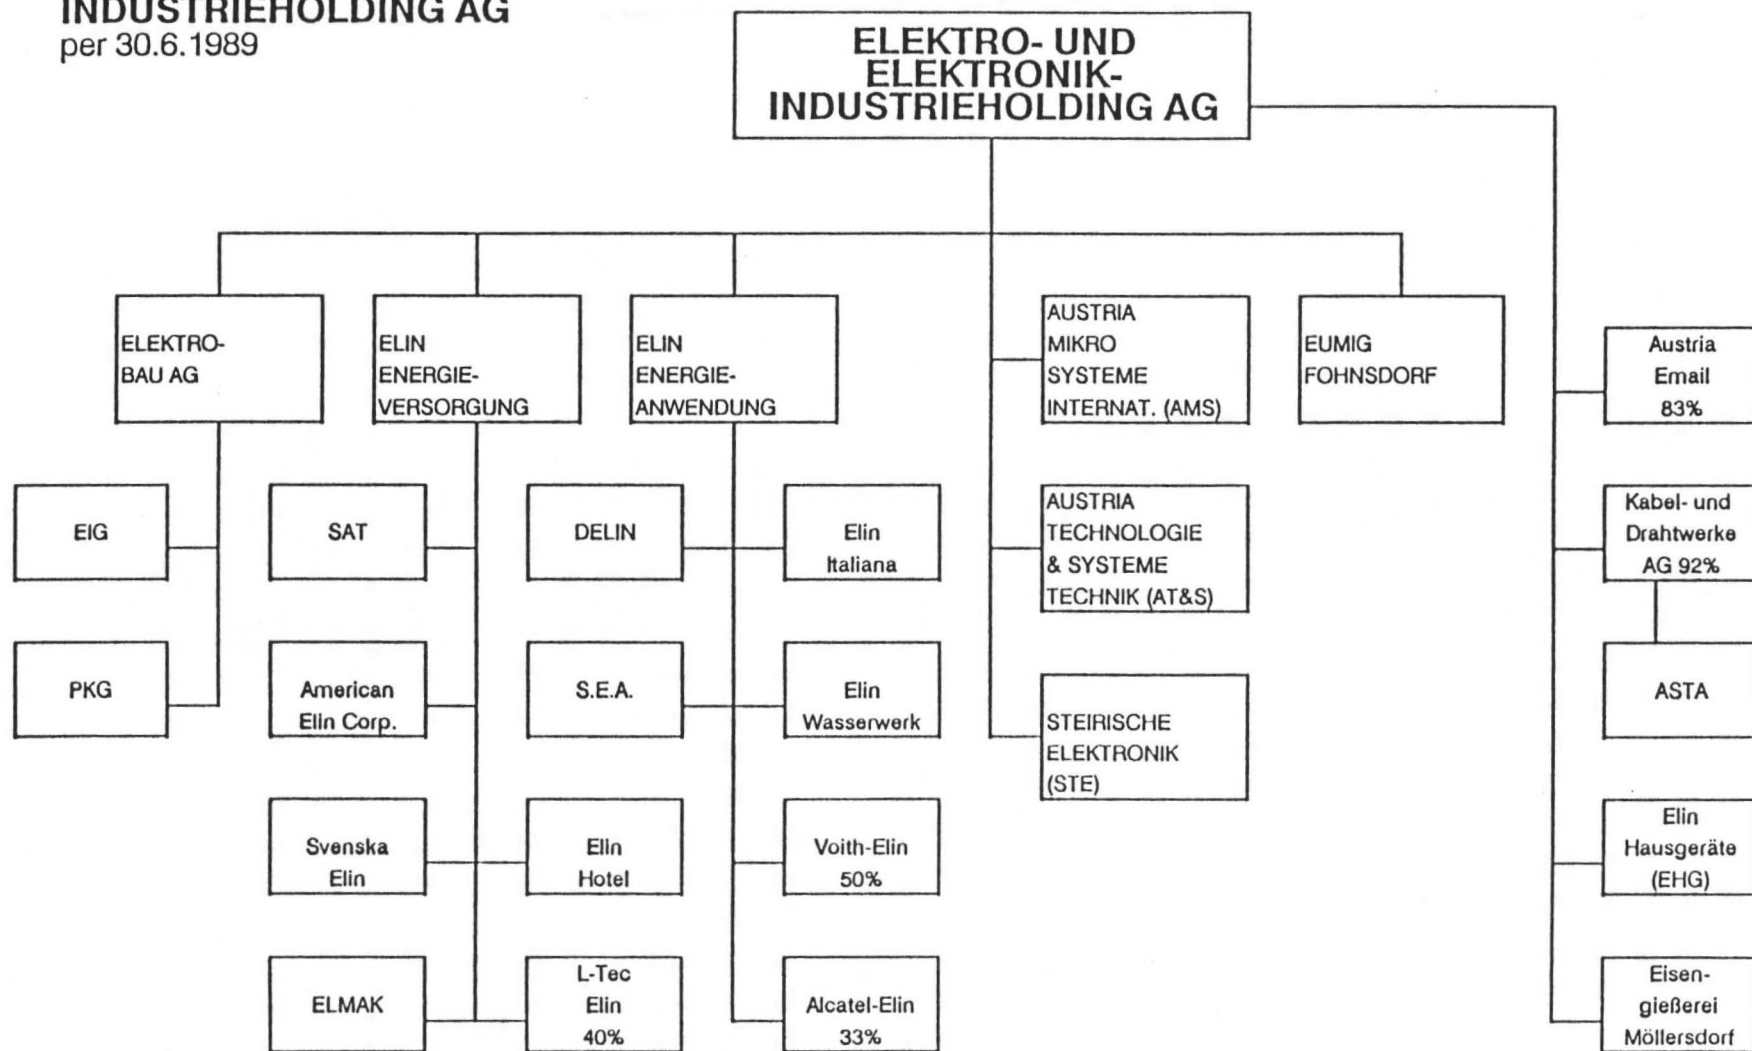 INDUSTRIEHOLDING AG
per 30.6.1989
ELEKTRO- UND
ELEKTRONIK-
INDUSTRIEHOLDING AG
ELEKTRO-
BAU AG
ELIN
ENERGIE-
VERSORGUNG
ELIN
ENERGIE-
ANWENDUNG
AUSTRIA
MIKRO
SYSTEME
INTERNAT. (AMS)
EUMIG
FOHNSDORF
Austria
Email
83%
EIG
SAT
DELIN
Elin
Italiana
AUSTRIA
TECHNOLOGIE
& SYSTEME
TECHNIK (AT&S)
Kabel- und
Drahtwerke
AG 92%
PKG
American
Elin Corp.
S.E.A.
Elin
Wasserwerk
STEIRISCHE
ELEKTRONIK
(STE)
ASTA
Svenska
Elin
Elin
Hotel
Voith-Elin
50%
Elin
Hausgeräte
(EHG)
ELMAK
L-Tec
Elin
40%
Alcatel-Elin
33%
Eisen-
gießerei
Möllersdorf